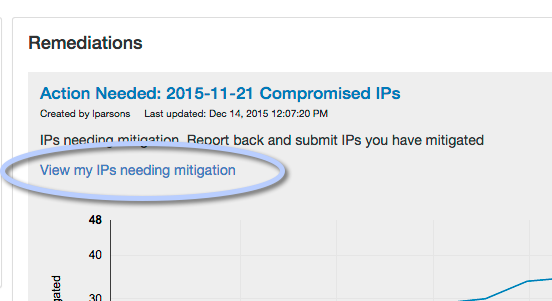 Remediations
Action Needed: 2015-11-21 Compromised IPs
Created by lparsons Last updated: Dec 14, 2015 12:07:20 PM
IPs needing mitigation. Report back and submit IPs you have mitigated
View my IPs needing mitigation
48
40
30